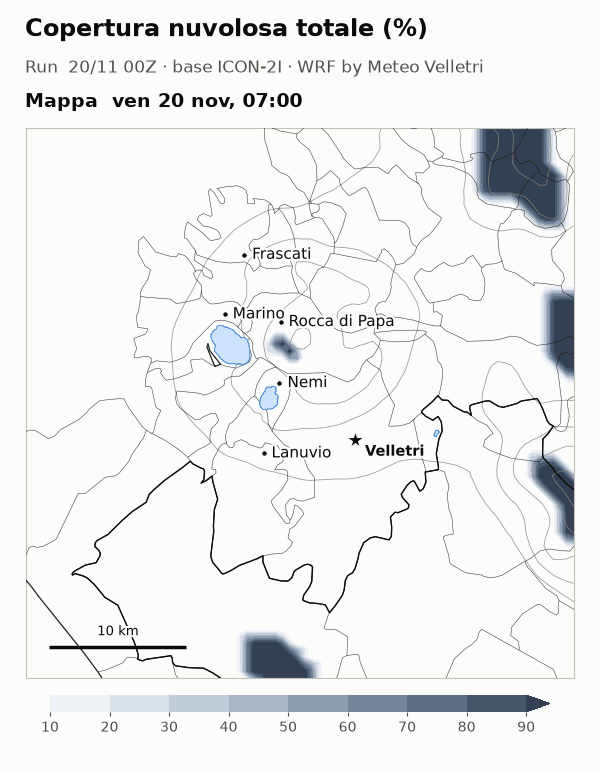 Copertura nuvolosa totale (%)
Run  20/11 00Z · base ICON-2I · WRF by Meteo Velletri
Mappa  ven 20 nov, 07:00
Frascati
Marino
Rocca di Papa
Nemi
Velletri
Lanuvio
10 km
10 20 30 40 50 60 70 80 90